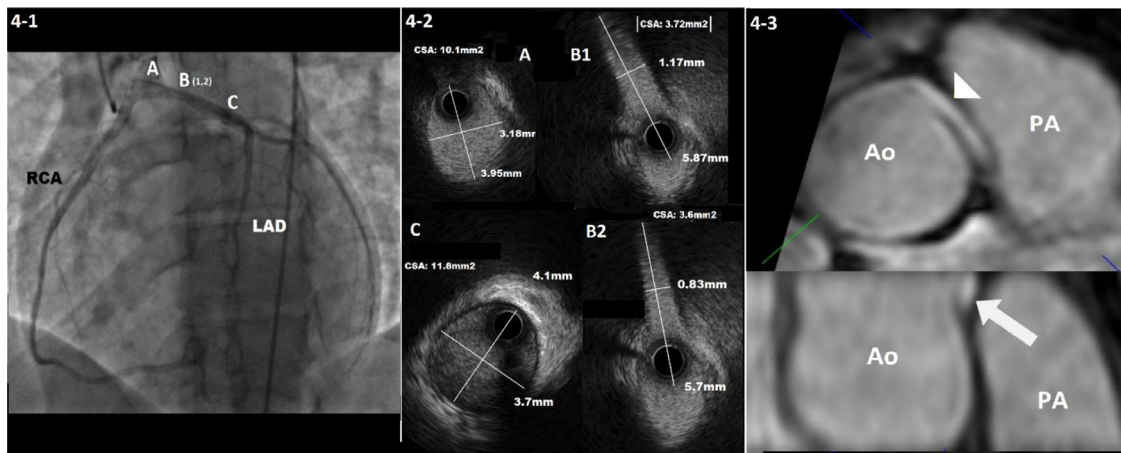 4-1
A
B (1,2)
C
RCA
LAD
4-2
CSA: 10.1mm2
A
3.18mm
3.95mm
B1
CSA: 3.72mm2
1.17mm
5.87mm
C
CSA: 11.8mm2
4.1mm
3.7mm
CSA: 3.6mm2
B2
0.83mm
5.7mm
4-3
Ao
PA
Ao
PA